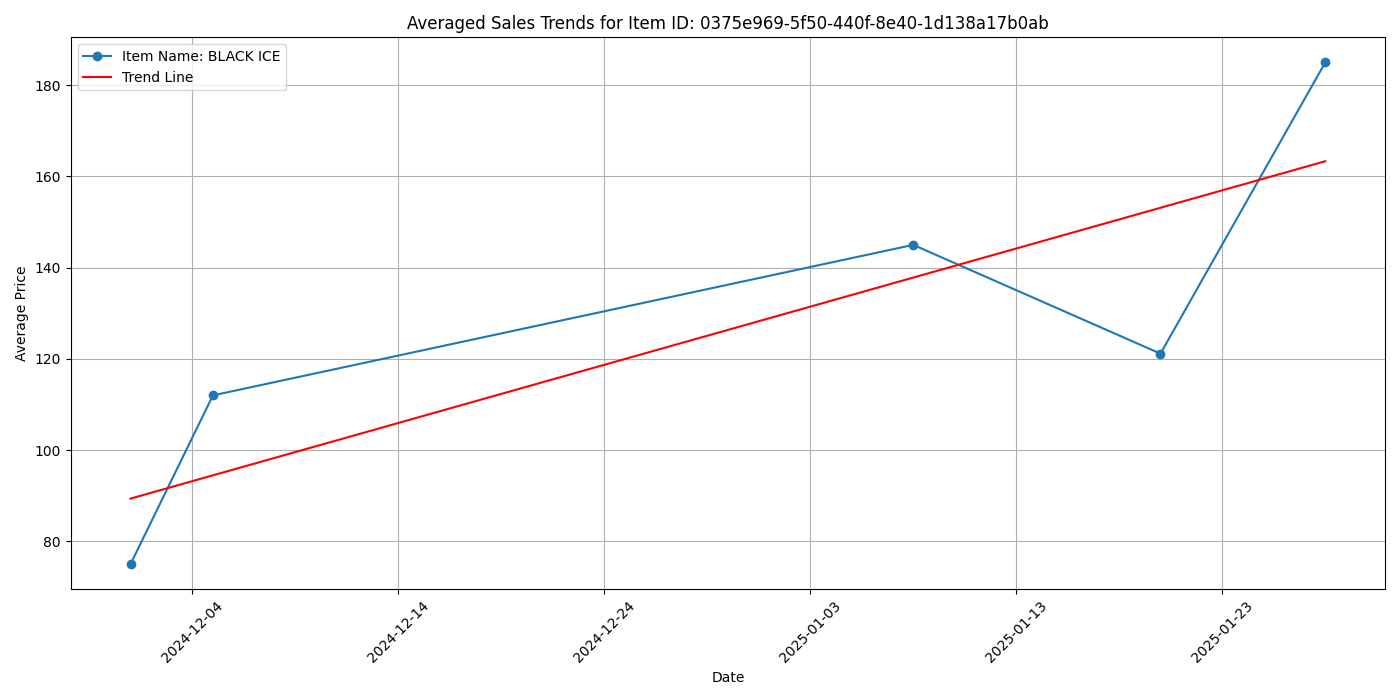 Averaged Sales Trends for Item ID: 0375e969-5f50-440f-8e40-1d138a17b0ab
Item Name: BLACK ICE
Trend Line
Average Price
180
160
140
120
100
80
2024-12-04
2024-12-14
2024-12-24
2025-01-03
2025-01-13
2025-01-23
Date